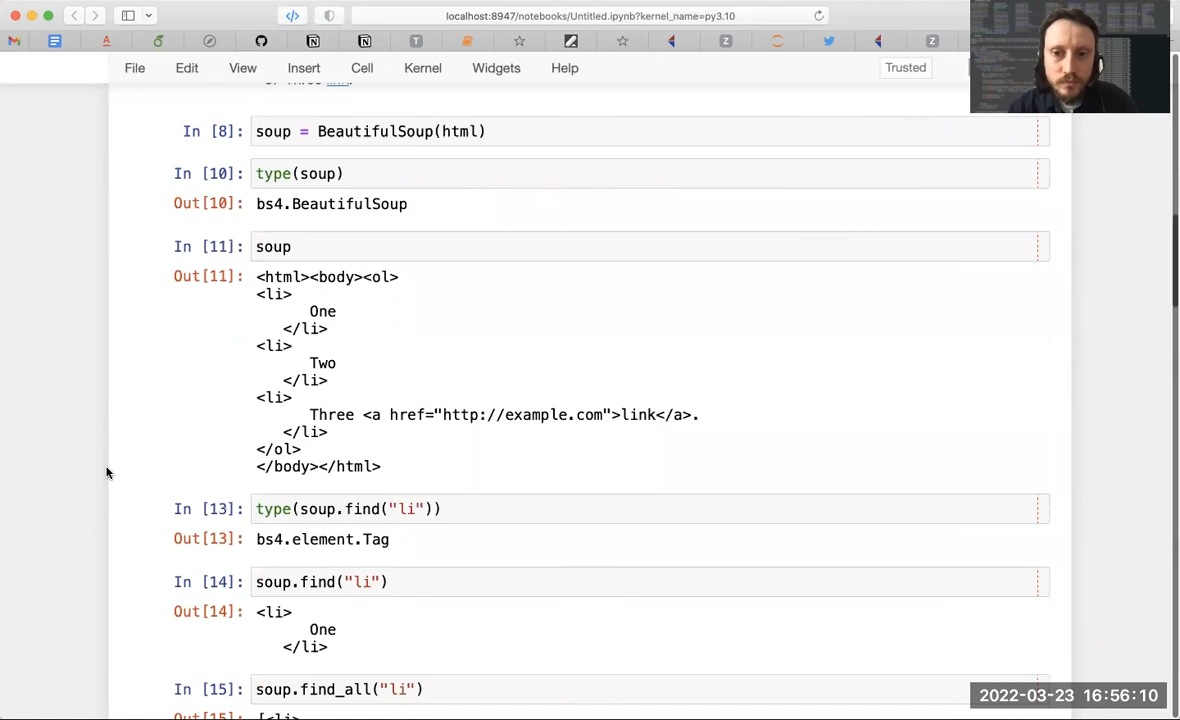 localhost:8947/notebooks/Untitled.ipynb?kernel_name=py3.10
File Edit View Insert Cell Kernel Widgets Help Trusted
In [8]: soup = BeautifulSoup(html)
In [10]: type(soup)
Out[10]: bs4.BeautifulSoup
In [11]: soup
Out[11]: <html><body><ol>
<li>
One
</li>
<li>
Two
</li>
<li>
Three <a href="http://example.com">link</a>.
</li>
</ol>
</body></html>
In [13]: type(soup.find("li"))
Out[13]: bs4.element.Tag
In [14]: soup.find("li")
Out[14]: <li>
One
</li>
In [15]: soup.find_all("li")
Out[15]: [<li>
2022-03-23 16:56:10